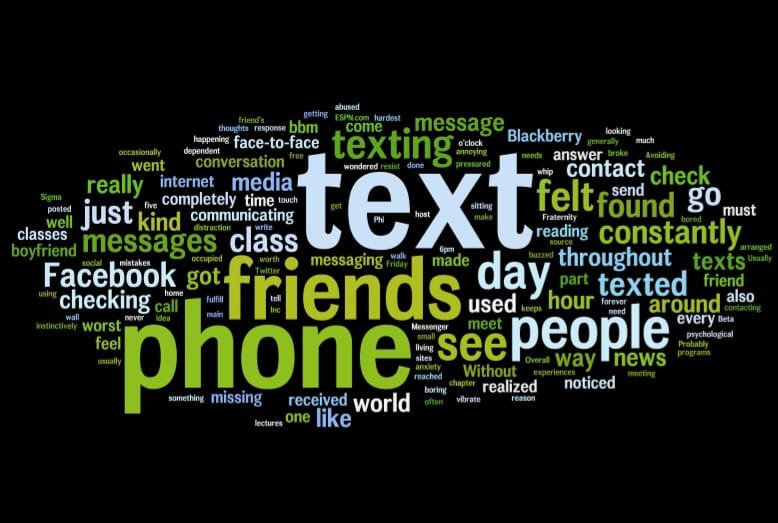 abused
getting
friend's
ESPN.com
hardest
thoughts
response
bbm
come
message
looking
happening
face-to-face
texting
o'clock
Blackberry
generally
much
dependent
annoying
needs
answer
broke
Avoiding
occasionally
went
conversation
free
wondered
resist
done
pressured
contact
check
really
internet
media
text
whip
felt
send
go
Sigma
completely
time
touch
found
must
posted
just
kind
communicating
get
Phi
host
sitting
make
Fraternity
bored
well
distraction
write
reading
constantly
classes
messages
class
source
arranged
boyfriend
6pm
walk
buzzed
throughout
texts
Usually
social
mistakes
occupied
worth
messaging
Friday
made
day
Facebook
got
Twitter
friends
part
texted
friend
using
checking
home
fulfill
tell
used
keeps
hour
forever
around
also
call
main
Inc
need
contacting
wall
never
idea
phone
Messenger
meet
people
every
Beta
instinctively
worst
small
psychological
feel
living
see
way
news
Probably
usually
sites
Overall
programs
anxiety
Without
experiences
meeting
reached
chapter
realized
noticed
something
missing
received
world
boring
often
vibrate
reason
lectures
one
like
five